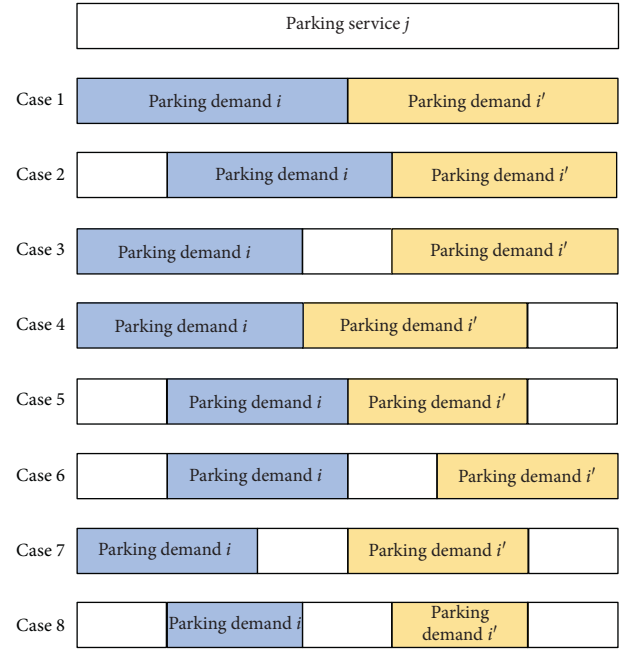 Parking service j
Case 1 Parking demand i Parking demand i′
Case 2 Parking demand i Parking demand i′
Case 3 Parking demand i Parking demand i′
Case 4 Parking demand i Parking demand i′
Case 5 Parking demand i Parking demand i′
Case 6 Parking demand i Parking demand i′
Case 7 Parking demand i Parking demand i′
Case 8 Parking demand i Parking
demand i′